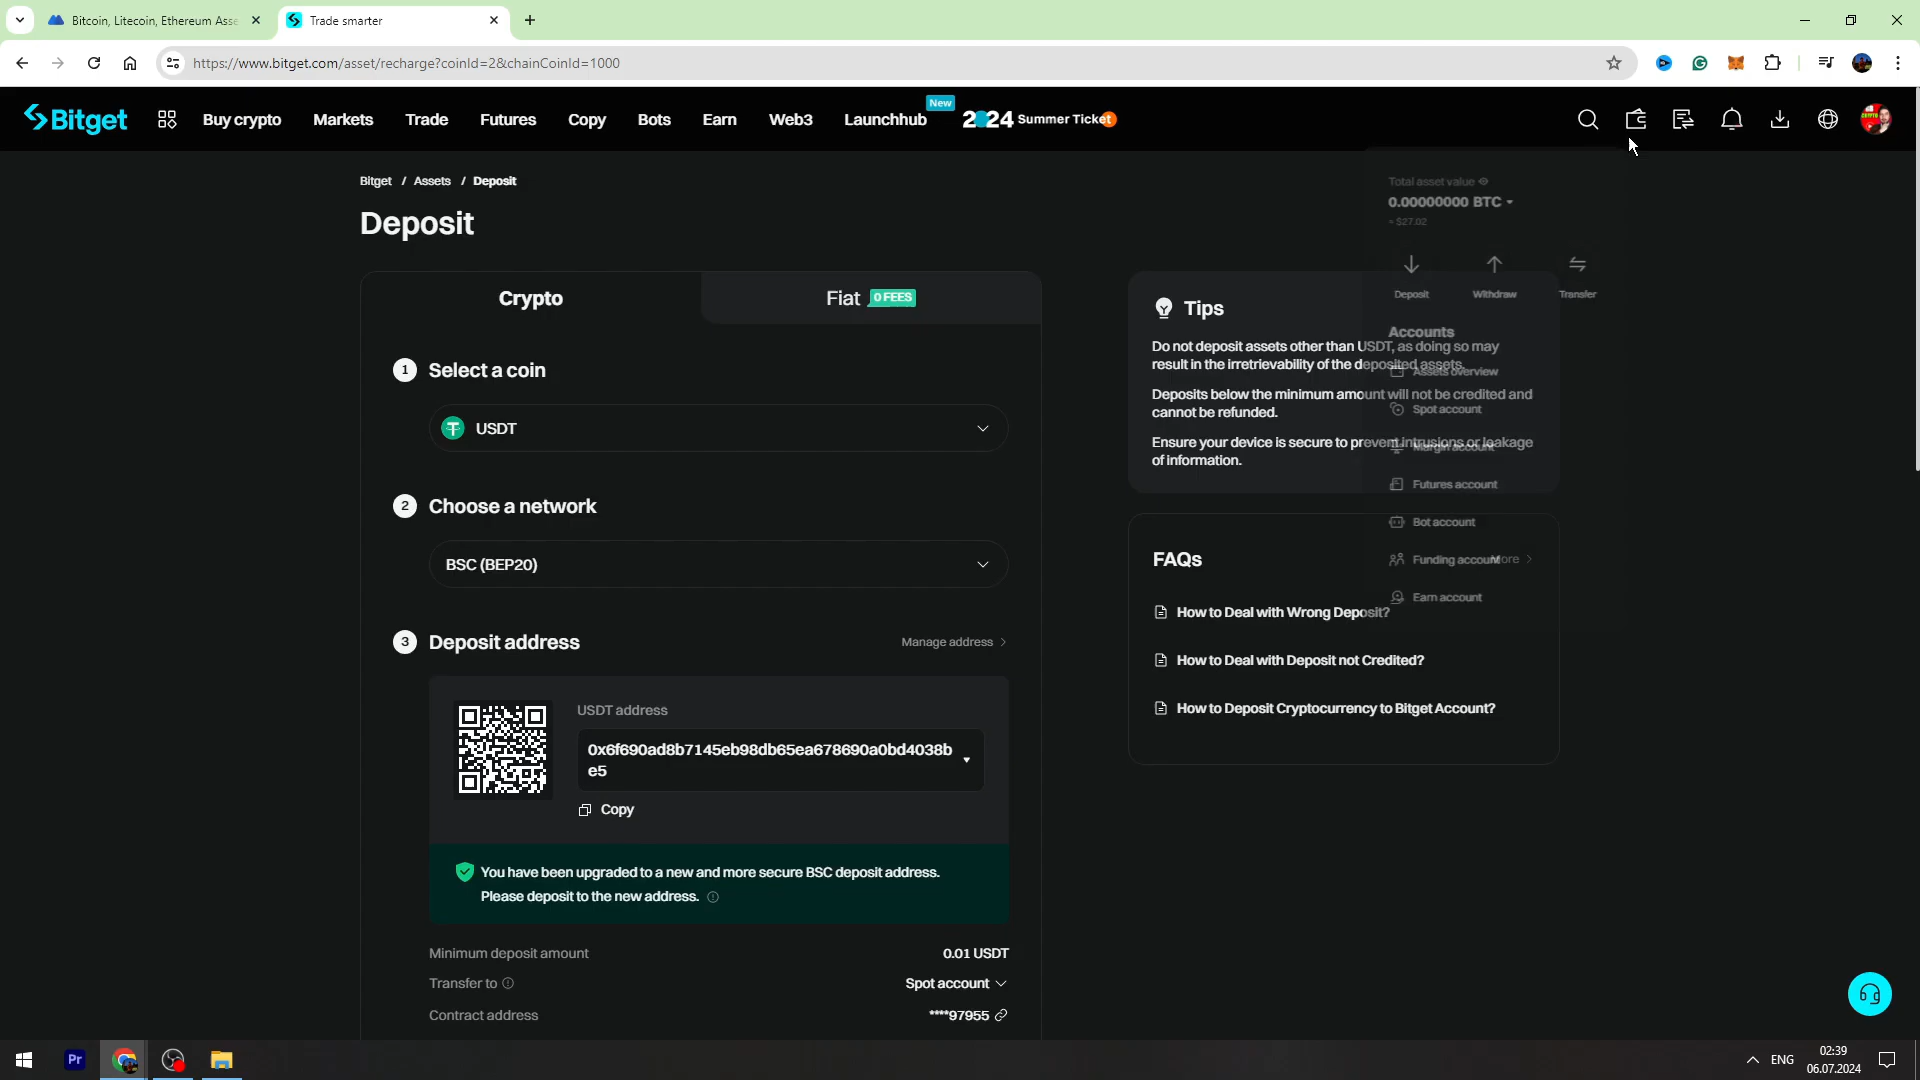 Bitcoin, Litecoin, Ethereum Asse
Trade smarter
https://www.bitget.com/asset/recharge?coinId=2&chainCoinId=1000
Bitget
Buy crypto
Markets
Trade
Futures
Copy
Bots
Earn
Web3
Launchhub
New
2024 Summer Ticket
Bitget / Assets / Deposit
Deposit
Total asset value
0.00000000 BTC
≈ $27.02
Deposit
Withdraw
Transfer
Accounts
Assets overview
Spot account
Margin account
Futures account
Bot account
Funding account
Earn account
Crypto
Fiat 0 FEES
1 Select a coin
USDT
2 Choose a network
BSC (BEP20)
3 Deposit address
Manage address
USDT address
0x6f690ad8b7145eb98db65ea678690a0bd4038b
e5
Copy
You have been upgraded to a new and more secure BSC deposit address.
Please deposit to the new address.
Minimum deposit amount
0.01 USDT
Transfer to
Spot account
Contract address
****97955
Tips
Do not deposit assets other than USDT, as doing so may
result in the irretrievability of the deposited assets.
Deposits below the minimum amount will not be credited and
cannot be refunded.
Ensure your device is secure to prevent intrusions or leakage
of information.
FAQs
More
How to Deal with Wrong Deposit?
How to Deal with Deposit not Credited?
How to Deposit Cryptocurrency to Bitget Account?
Pr
ENG
02:39
06.07.2024